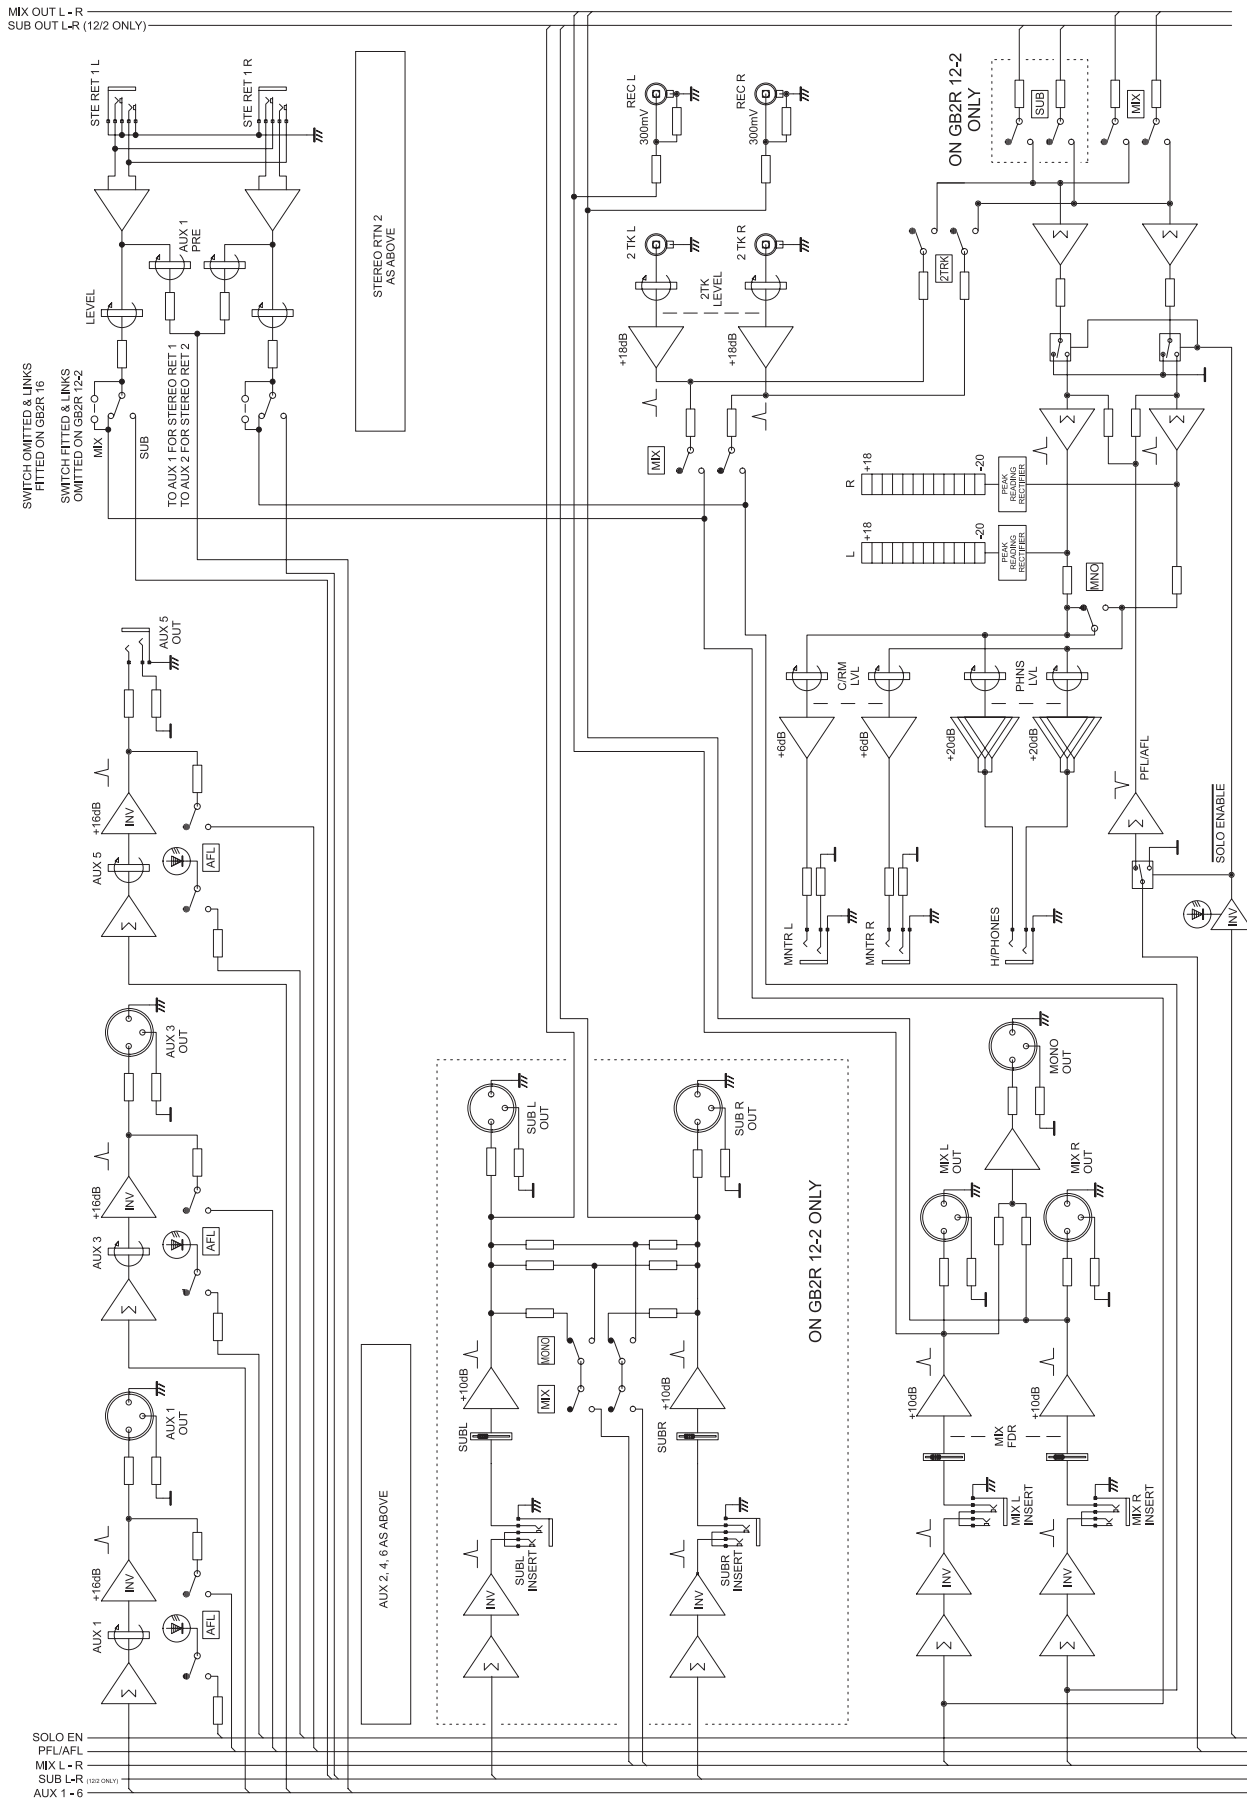 MIX OUT L - R
SUB OUT L-R (12/2 ONLY)
STE RET 1 L
STE RET 1 R
AUX 1
PRE
LEVEL
SWITCH OMITTED & LINKS
FITTED ON GB2R 16
SWITCH FITTED & LINKS
OMITTED ON GB2R 12-2
MIX
SUB
TO AUX 1 FOR STEREO RET 1
TO AUX 2 FOR STEREO RET 2
STEREO RTN 2
AS ABOVE
REC L
300mV
REC R
300mV
2 TK L
2 TK R
2TK
LEVEL
+18dB
+18dB
MIX
ON GB2R 12-2
ONLY
SUB
MIX
2TRK
R
+18
-20
PEAK
READING
RECTIFIER
L
+18
-20
PEAK
READING
RECTIFIER
MNO
C/RM
LVL
PHNS
LVL
+6dB
+6dB
+20dB
+20dB
PFL/AFL
SOLO ENABLE
INV
MNTR L
MNTR R
H/PHONES
AUX 5
OUT
+16dB
INV
AUX 5
AFL
Σ
AUX 3
OUT
+16dB
INV
AUX 3
AFL
Σ
AUX 1
OUT
+16dB
INV
AUX 1
AFL
Σ
AUX 2, 4, 6 AS ABOVE
SUB L
OUT
SUB R
OUT
ON GB2R 12-2 ONLY
MONO
MIX
+10dB
+10dB
SUBL
SUBR
SUBL
INSERT
SUBR
INSERT
INV
INV
Σ
Σ
MONO
OUT
MIX L
OUT
MIX R
OUT
+10dB
+10dB
MIX
FDR
MIX L
INSERT
MIX R
INSERT
INV
INV
Σ
Σ
Σ
Σ
Σ
Σ
Σ
SOLO EN
PFL/AFL
MIX L - R
SUB L-R (12/2 ONLY)
AUX 1 - 6